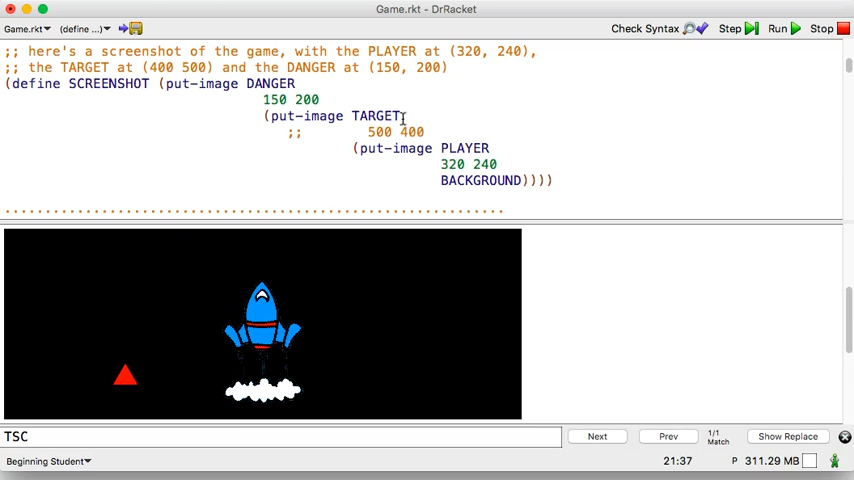 Game.rkt - DrRacket
Game.rkt (define ...) Check Syntax Step Run Stop
;; here's a screenshot of the game, with the PLAYER at (320, 240),
;; the TARGET at (400 500) and the DANGER at (150, 200)
(define SCREENSHOT (put-image DANGER
150 200
(put-image TARGET;
;; 500 400
(put-image PLAYER
320 240
BACKGROUND))))
TSC Next Prev 1/1 Match Show Replace
Beginning Student 21:37 P 311.29 MB